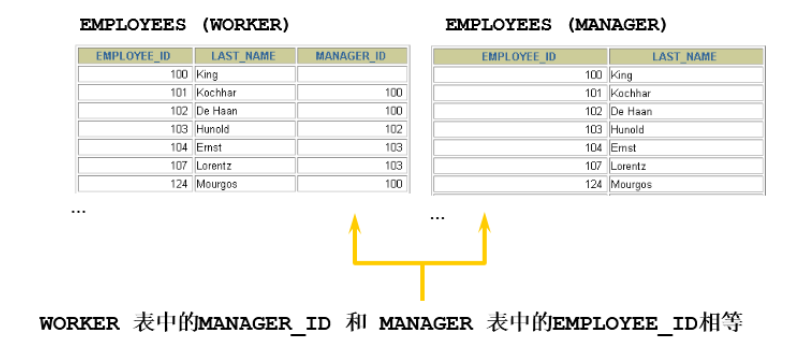 EMPLOYEES (WORKER)
EMPLOYEES (MANAGER)
EMPLOYEE_ID LAST_NAME MANAGER_ID
100 King
101 Kochhar 100
102 De Haan 100
103 Hunold 102
104 Ernst 103
107 Lorentz 103
124 Mourgos 100
...
EMPLOYEE_ID LAST_NAME
100 King
101 Kochhar
102 De Haan
103 Hunold
104 Ernst
107 Lorentz
124 Mourgos
...
WORKER 表中的MANAGER_ID 和 MANAGER 表中的EMPLOYEE_ID相等